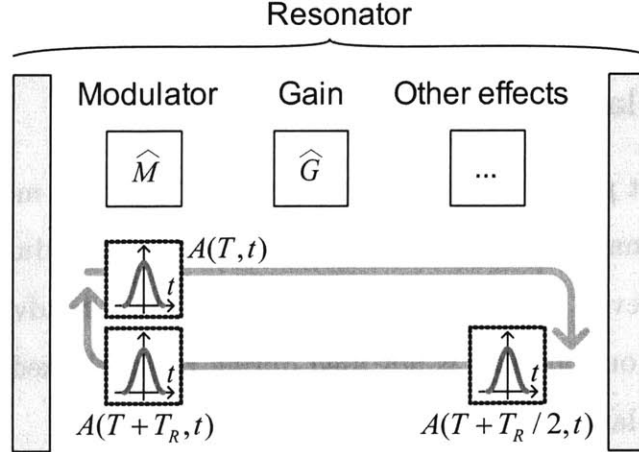 Resonator
Modulator Gain Other effects
M̂ Ĝ ...
A(T,t)
t
t t
A(T+T_R,t) A(T+T_R/2,t)